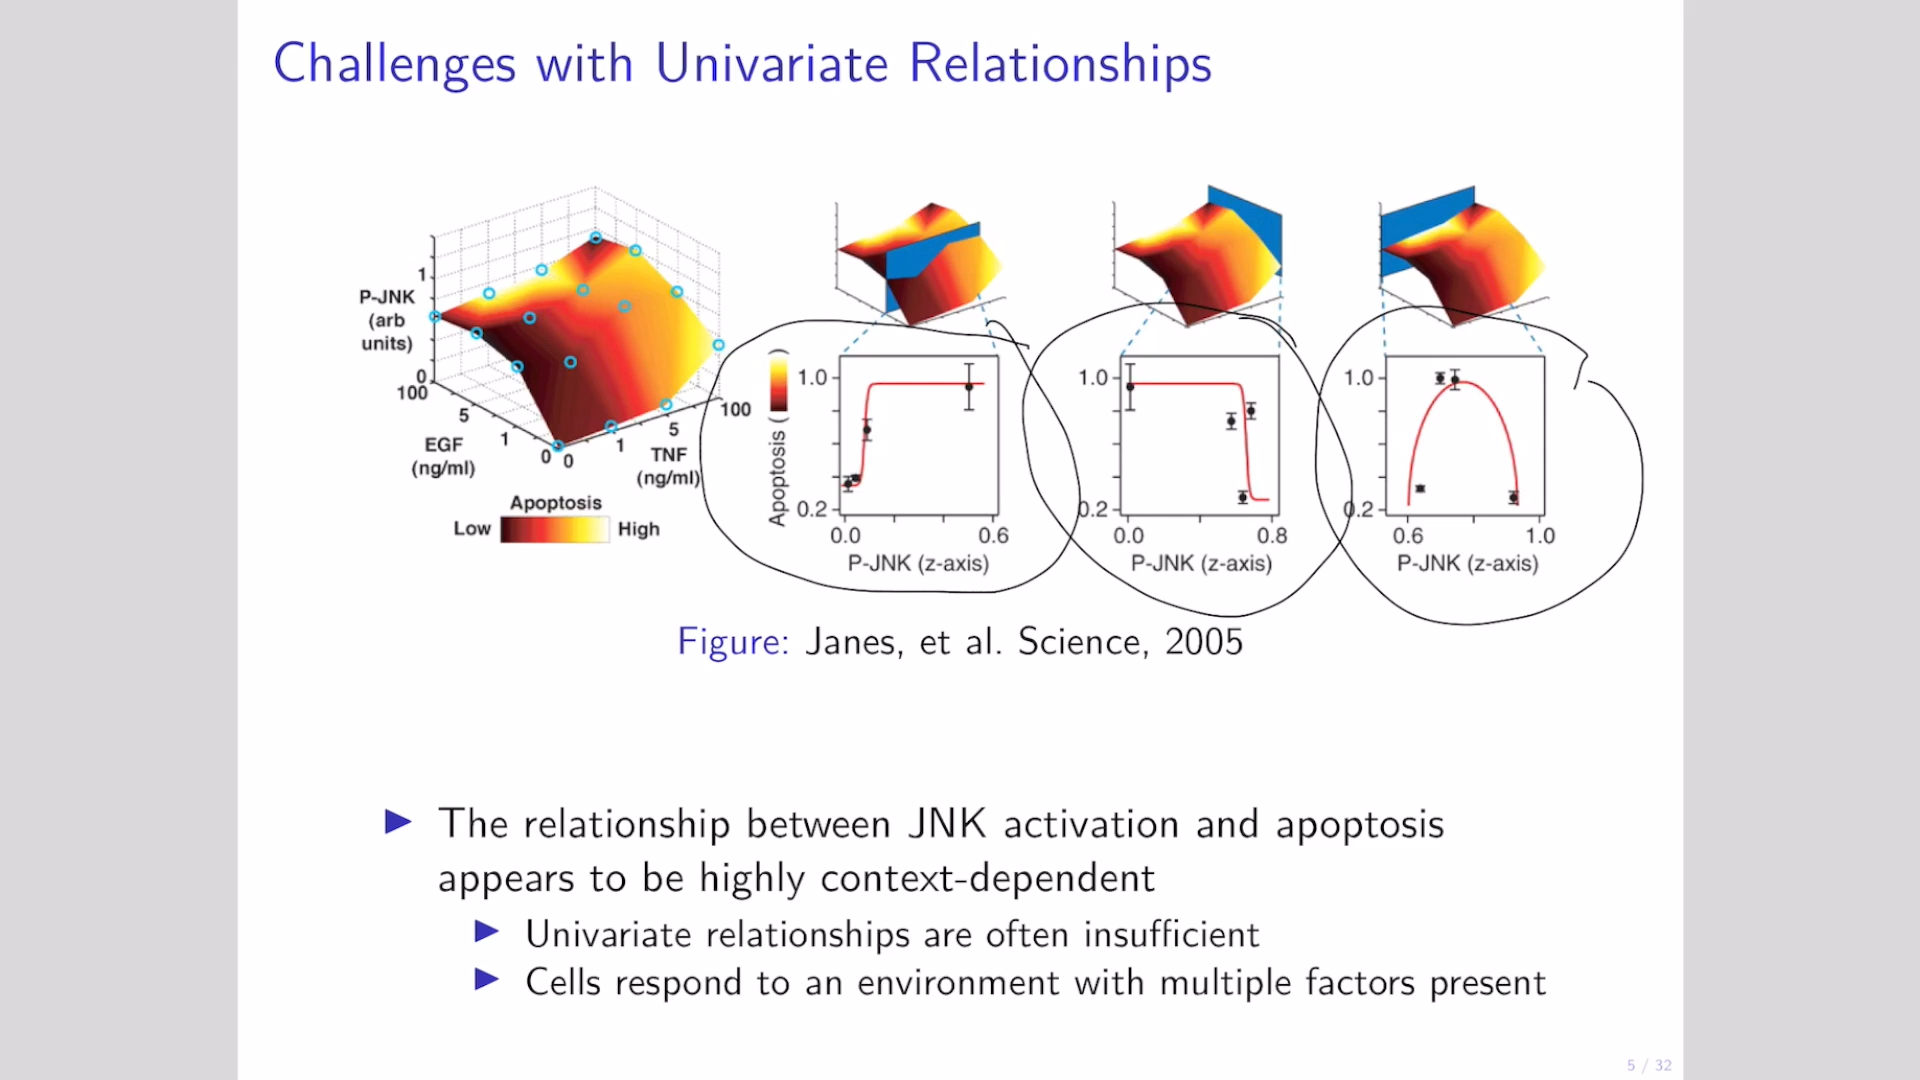 Challenges with Univariate Relationships
P-JNK
(arb
units)
1
0
100
5
1
0
EGF
(ng/ml)
0
1
5
100
TNF
(ng/ml)
Apoptosis
Low
High
Apoptosis ( )
1.0
0.2
0.0
0.6
P-JNK (z-axis)
1.0
0.2
0.0
0.8
P-JNK (z-axis)
1.0
0.2
0.6
1.0
P-JNK (z-axis)
Figure: Janes, et al. Science, 2005
▶ The relationship between JNK activation and apoptosis
appears to be highly context-dependent
▶ Univariate relationships are often insufficient
▶ Cells respond to an environment with multiple factors present
5 / 32